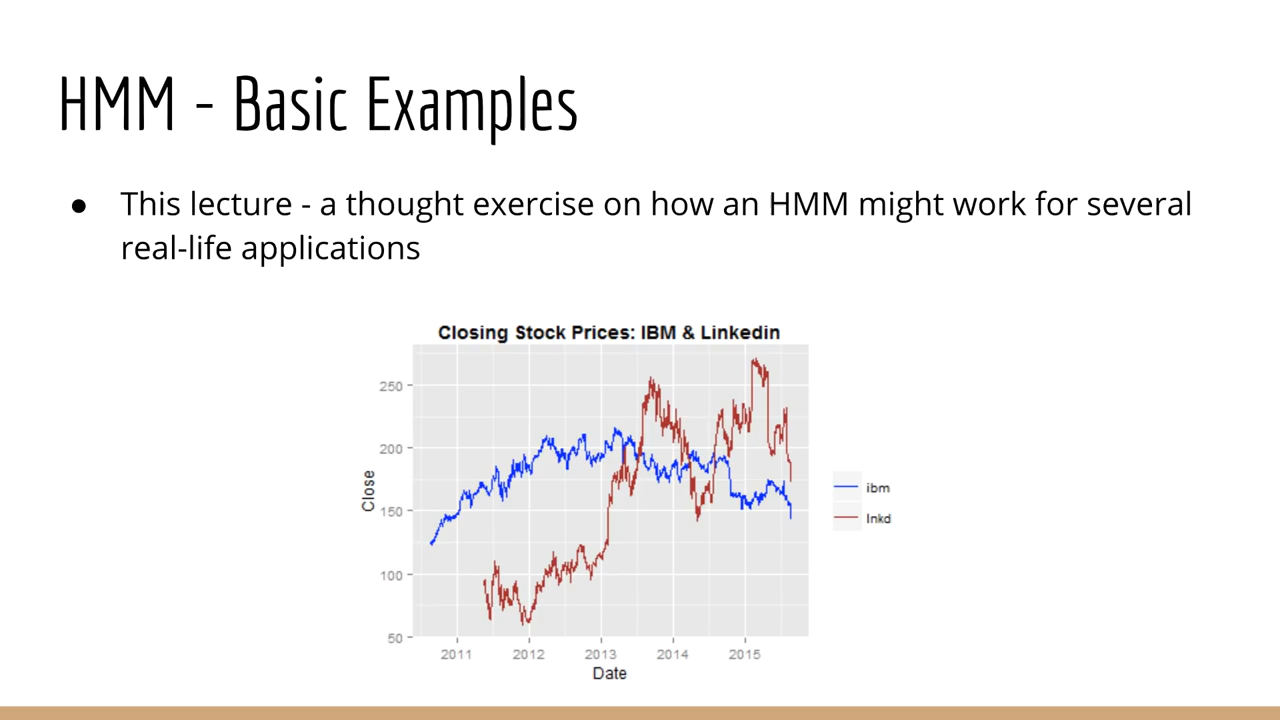 HMM - Basic Examples
● This lecture - a thought exercise on how an HMM might work for several
real-life applications
Closing Stock Prices: IBM & Linkedin
250
200
150
100
50
Close
2011 2012 2013 2014 2015
Date
ibm
lnkd